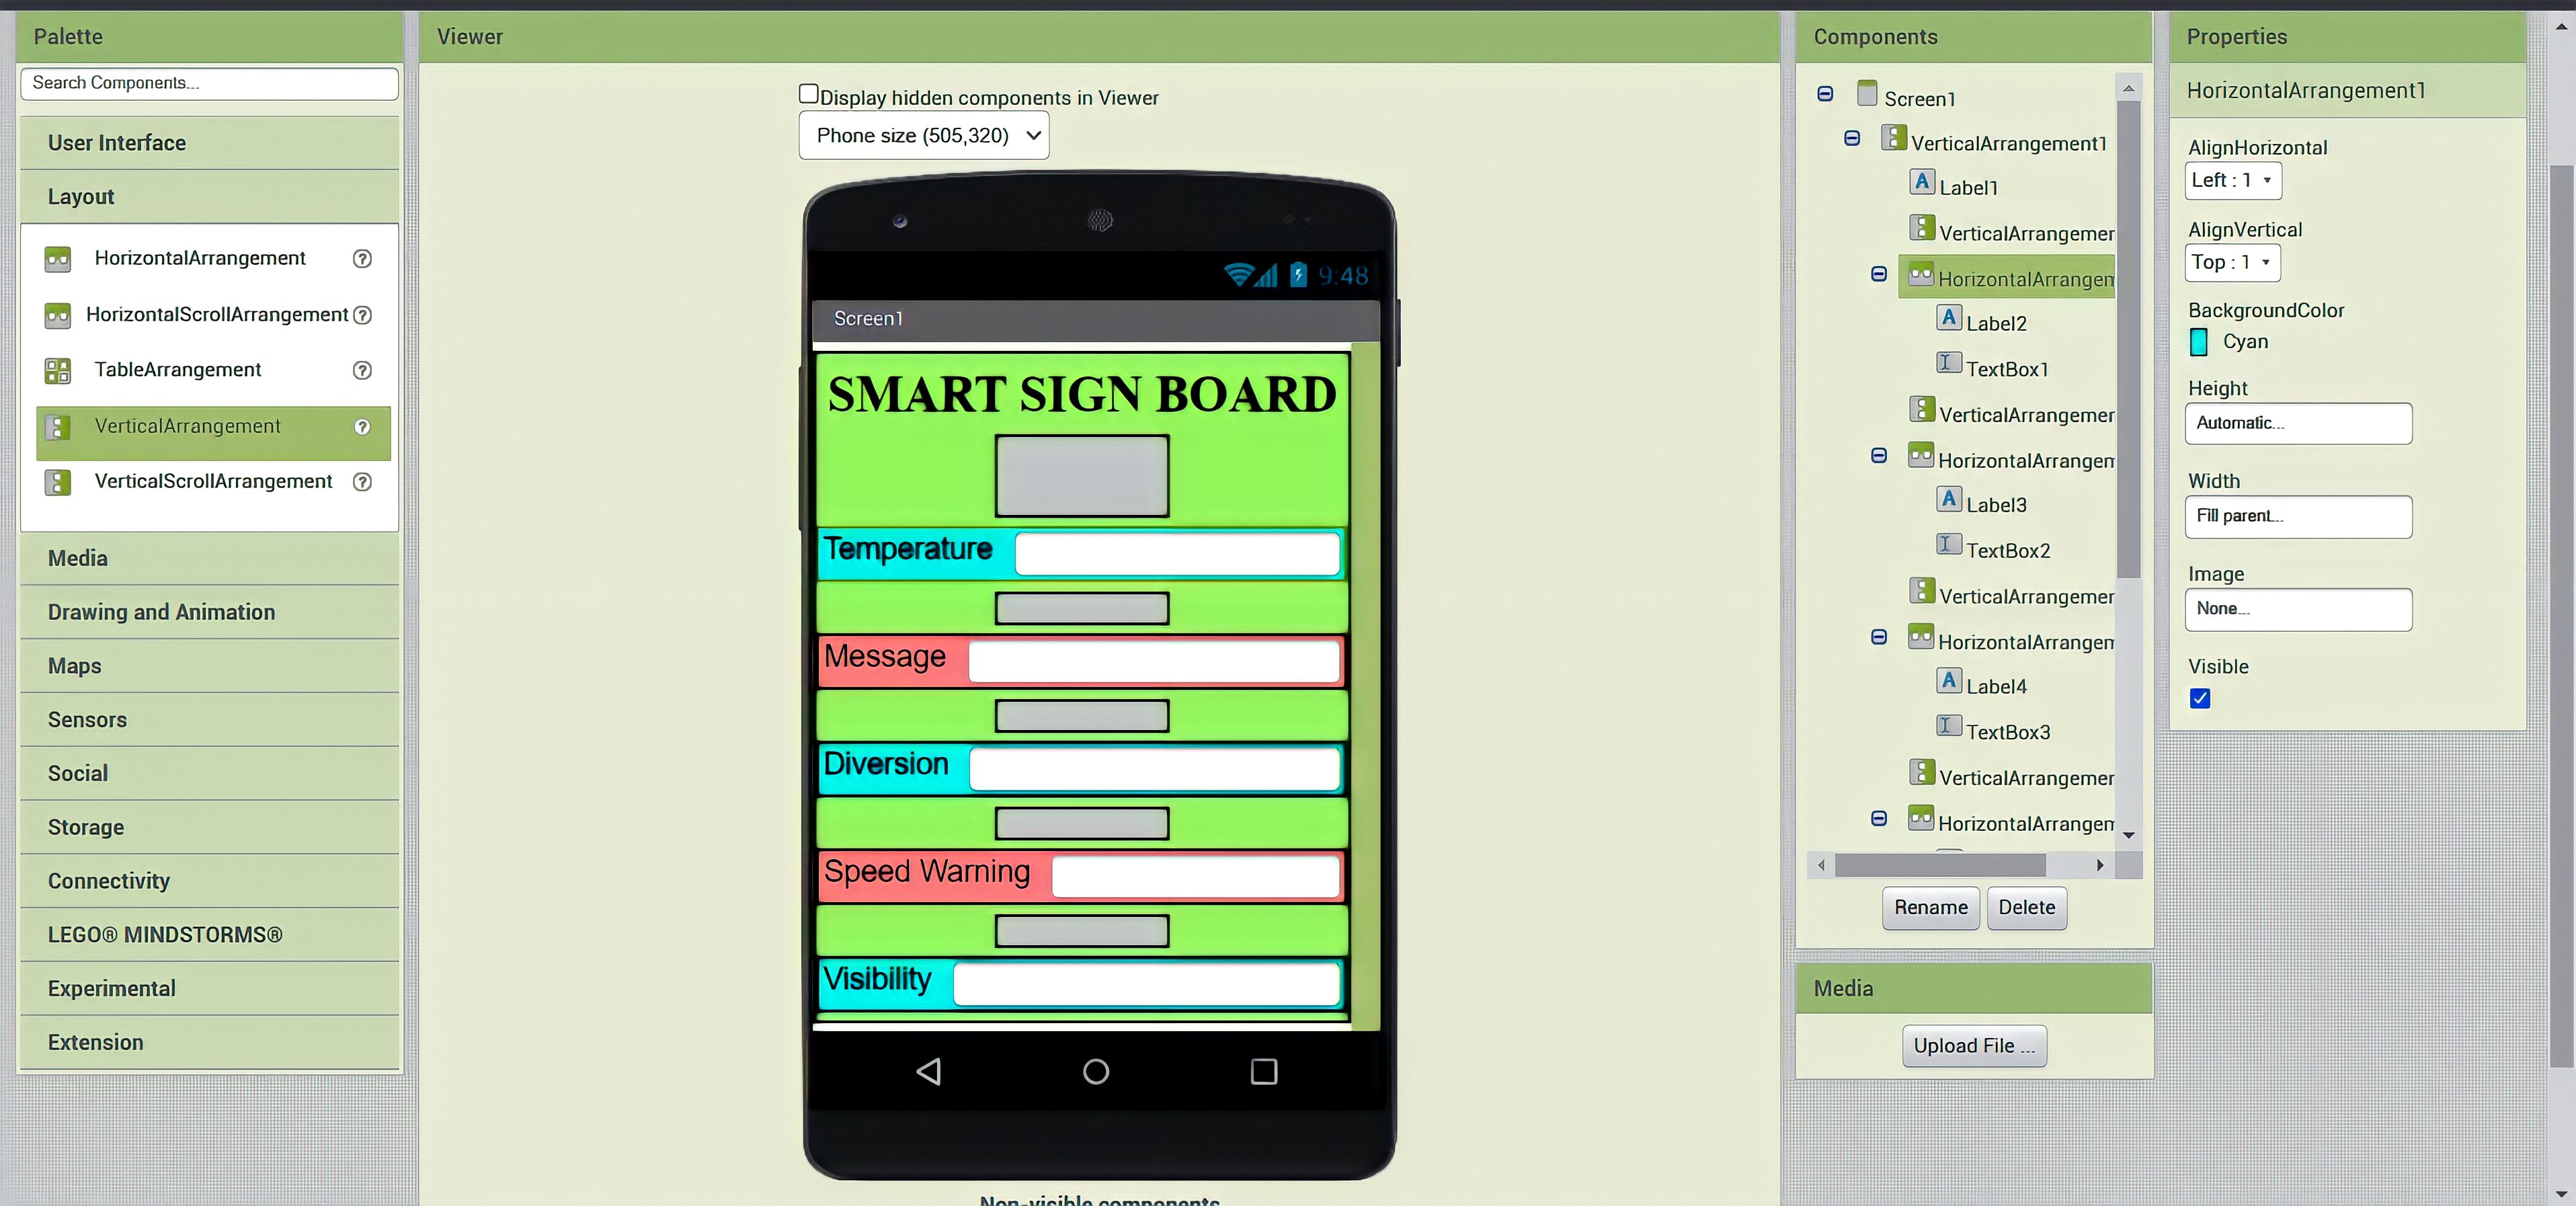 Palette
Search Components...
User Interface
Layout
HorizontalArrangement
HorizontalScrollArrangement
TableArrangement
VerticalArrangement
VerticalScrollArrangement
Media
Drawing and Animation
Maps
Sensors
Social
Storage
Connectivity
LEGO® MINDSTORMS®
Experimental
Extension
Viewer
Display hidden components in Viewer
Phone size (505,320)
9:48
Screen1
SMART SIGN BOARD
Temperature
Message
Diversion
Speed Warning
Visibility
Non-visible components
Components
Screen1
VerticalArrangement1
Label1
VerticalArrangemer
HorizontalArrangen
Label2
TextBox1
VerticalArrangemer
HorizontalArrangen
Label3
TextBox2
VerticalArrangemer
HorizontalArrangen
Label4
TextBox3
VerticalArrangemer
HorizontalArrangen
Rename Delete
Media
Upload File ...
Properties
HorizontalArrangement1
AlignHorizontal
Left : 1
AlignVertical
Top : 1
BackgroundColor
Cyan
Height
Automatic...
Width
Fill parent...
Image
None...
Visible